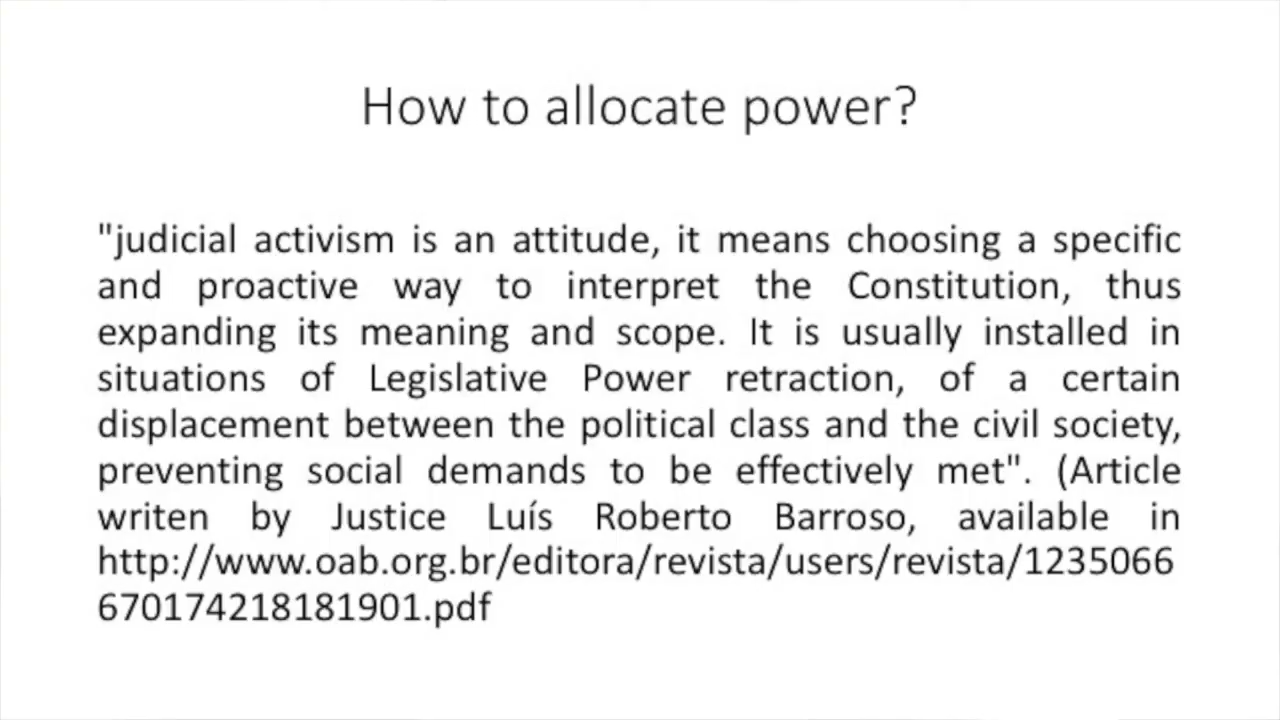 How to allocate power?
"judicial activism is an attitude, it means choosing a specific
and proactive way to interpret the Constitution, thus
expanding its meaning and scope. It is usually installed in
situations of Legislative Power retraction, of a certain
displacement between the political class and the civil society,
preventing social demands to be effectively met". (Article
writen by Justice Luís Roberto Barroso, available in
http://www.oab.org.br/editora/revista/users/revista/1235066
670174218181901.pdf